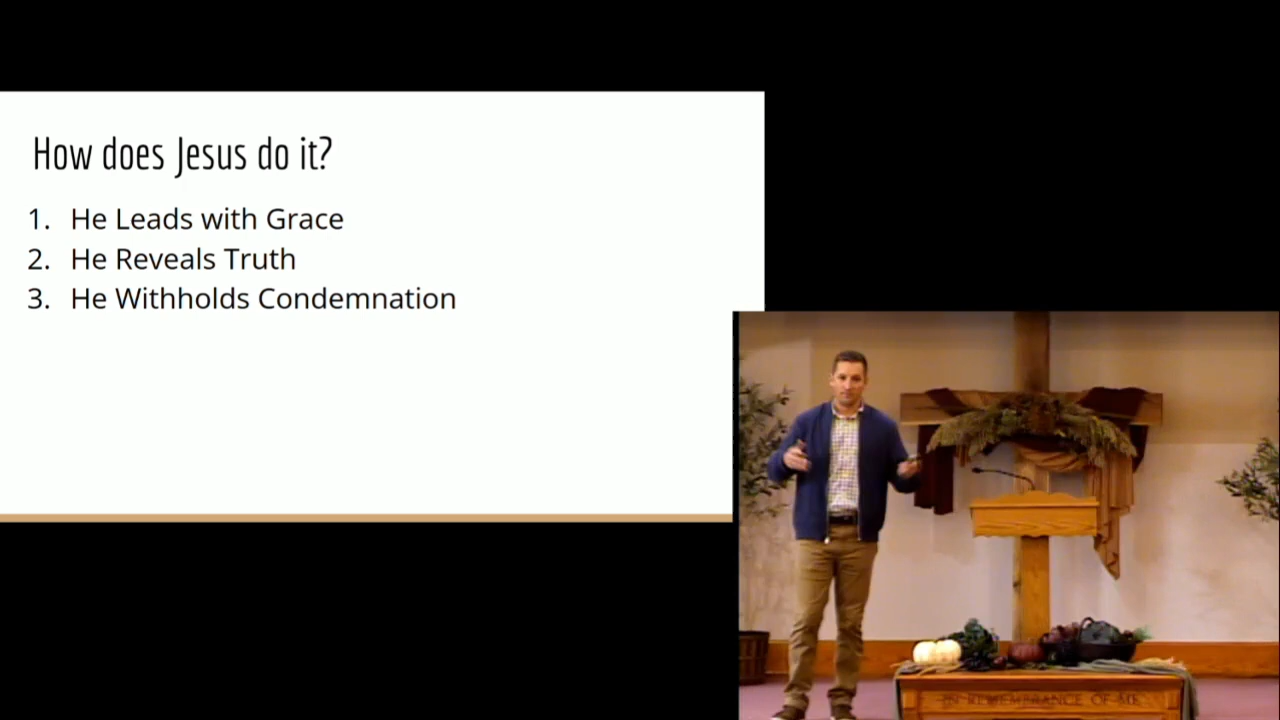 How does Jesus do it?
1. He Leads with Grace
2. He Reveals Truth
3. He Withholds Condemnation
IN REMEMBRANCE OF ME